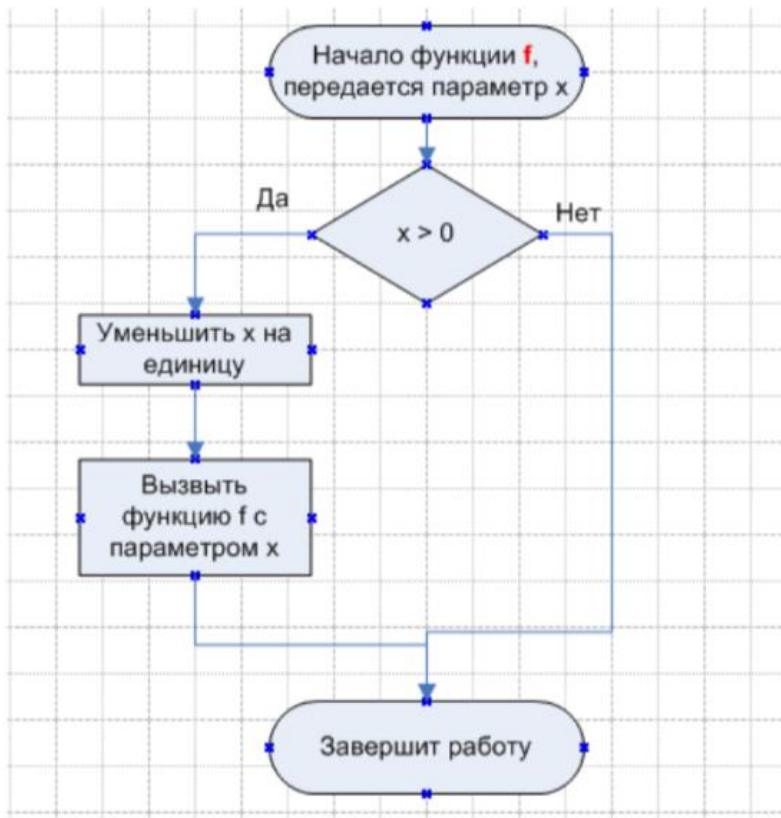 Начало функции f,
передается параметр x
Да
Нет
x > 0
Уменьшить x на
единицу
Вызвыть
функцию f с
параметром x
Завершит работу